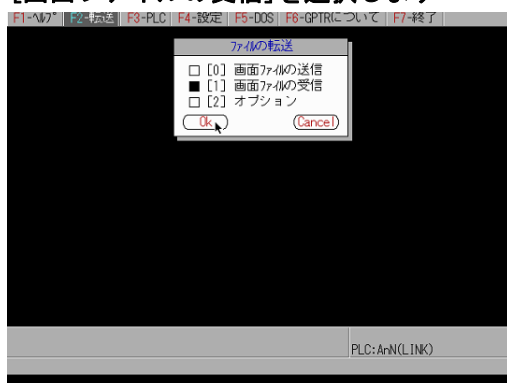 [画面ファイルの受信]を選択します
F1-ﾍﾙﾌﾟ F2-転送 F3-PLC F4-設定 F5-DOS F6-GPTRについて F7-終了
ﾌｧｲﾙの転送
□ [0] 画面ﾌｧｲﾙの送信
■ [1] 画面ﾌｧｲﾙの受信
□ [2] オプション
Ok Cancel
PLC:AnN(LINK)